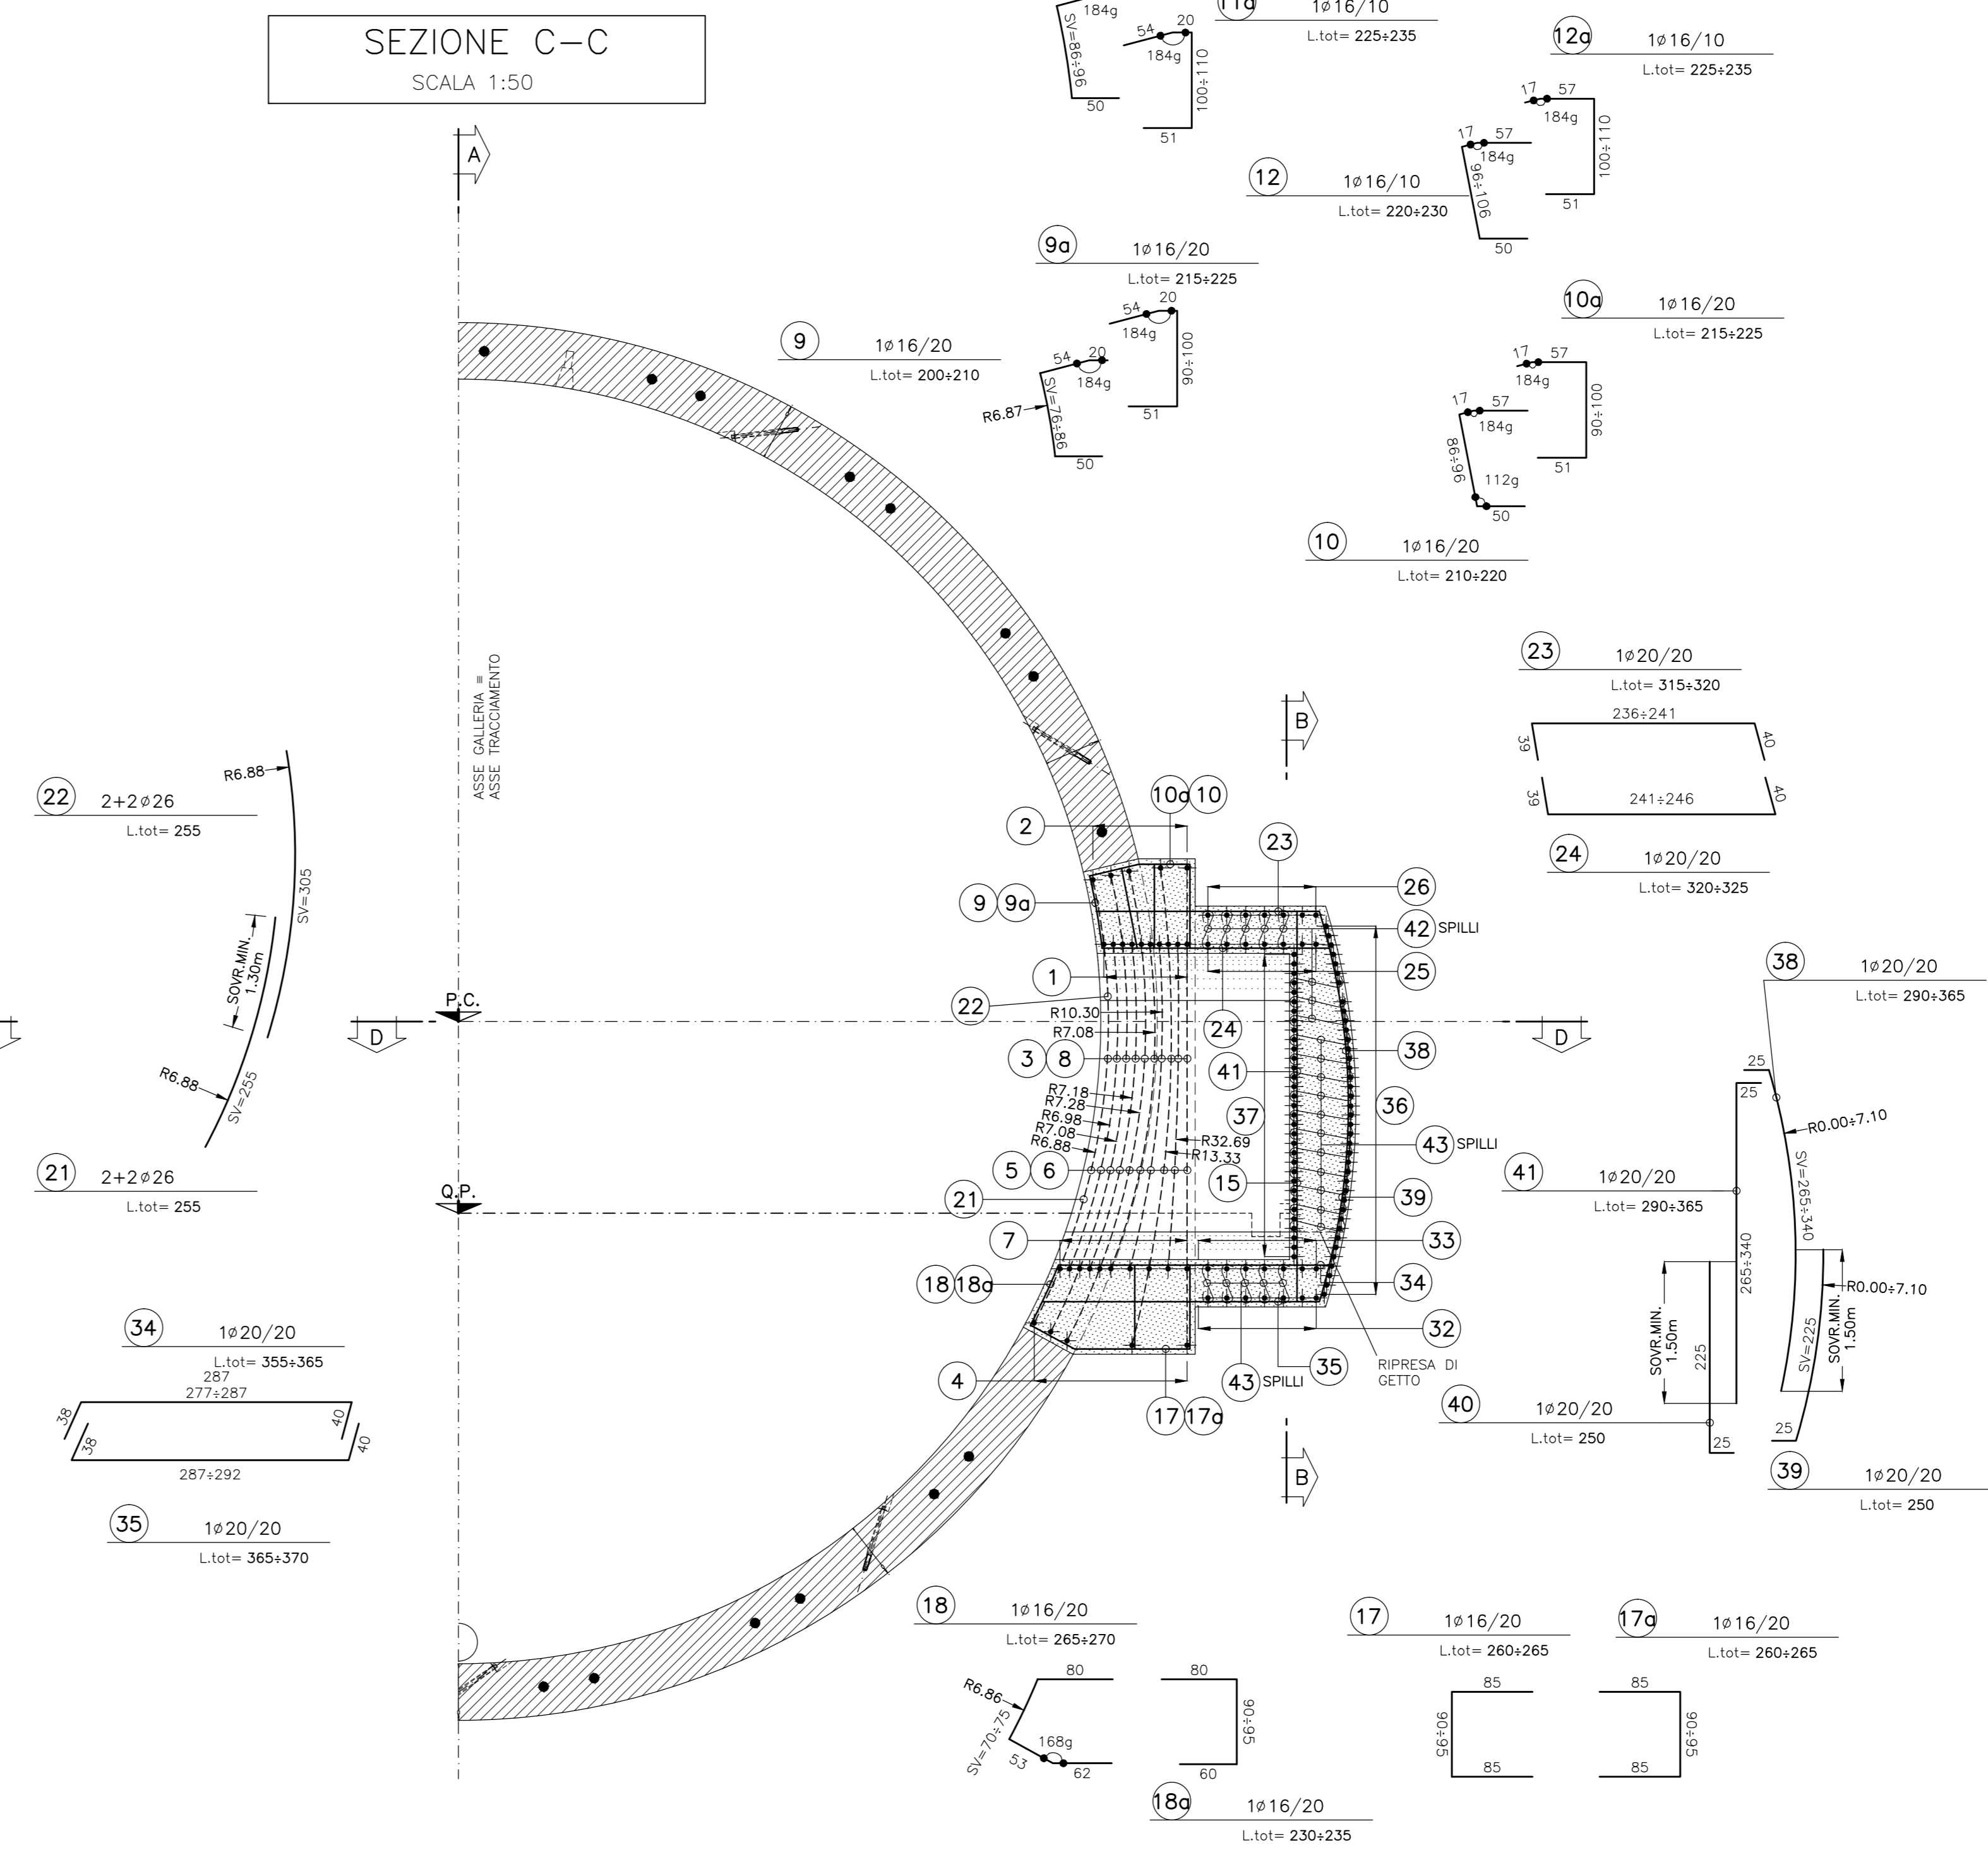 SEZIONE C-C
SCALA 1:50
184g
SV=86÷96
50
54
20
184g
100÷110
51
11a
1ø16/10
L.tot= 225÷235
12a
1ø16/10
L.tot= 225÷235
17
57
184g
100÷110
51
12
1ø16/10
L.tot= 220÷230
17
57
184g
96÷106
50
A
9a
1ø16/20
L.tot= 215÷225
54
20
184g
90÷100
51
9
1ø16/20
L.tot= 200÷210
54
20
184g
R6.87
SV=76÷86
50
10a
1ø16/20
L.tot= 215÷225
17
57
184g
90÷100
51
17
57
184g
86÷96
112g
50
10
1ø16/20
L.tot= 210÷220
23
1ø20/20
L.tot= 315÷320
236÷241
39
40
39
40
241÷246
24
1ø20/20
L.tot= 320÷325
ASSE GALLERIA ≡
ASSE TRACCIAMENTO
B
22
2+2ø26
L.tot= 255
R6.88
SV=305
SOVR.MIN.
1.30m
R6.88
SV=255
21
2+2ø26
L.tot= 255
P.C.
D
Q.P.
D
2
10a
10
23
9
9a
26
42 SPILLI
1
25
22
R10.30
R7.08
24
3
8
38
41
R7.18
R7.28
R6.98
R7.08
R6.88
37
36
R32.69
R13.33
43 SPILLI
5
6
15
39
21
7
33
18
18a
34
32
4
43 SPILLI
35
RIPRESA DI
GETTO
17
17a
B
38
1ø20/20
L.tot= 290÷365
25
25
R0.00÷7.10
SV=265÷340
41
1ø20/20
L.tot= 290÷365
265÷340
R0.00÷7.10
SOVR.MIN.
1.50m
225
SV=225
SOVR.MIN.
1.50m
40
1ø20/20
L.tot= 250
25
25
39
1ø20/20
L.tot= 250
34
1ø20/20
L.tot= 355÷365
287
277÷287
38
40
38
40
287÷292
35
1ø20/20
L.tot= 365÷370
18
1ø16/20
L.tot= 265÷270
80
R6.86
SV=70÷75
168g
53
62
80
90÷95
60
18a
1ø16/20
L.tot= 230÷235
17
1ø16/20
L.tot= 260÷265
85
90÷95
85
17a
1ø16/20
L.tot= 260÷265
85
90÷95
85